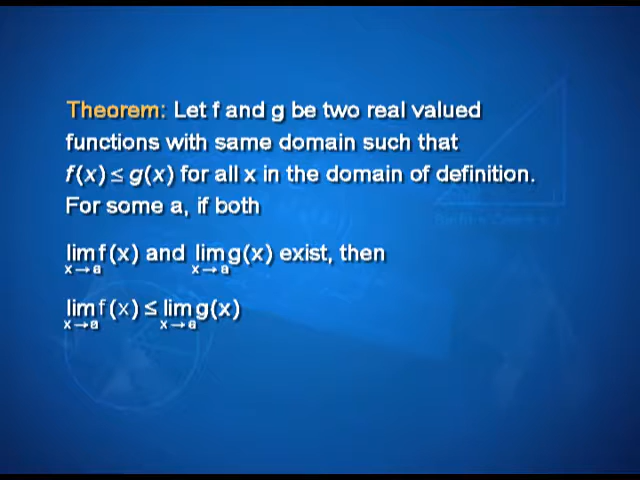 Theorem: Let f and g be two real valued
functions with same domain such that
f(x) ≤ g(x) for all x in the domain of definition.
For some a, if both
lim f(x) and lim g(x) exist, then
x→a x→a
lim f(x) ≤ lim g(x)
x→a x→a